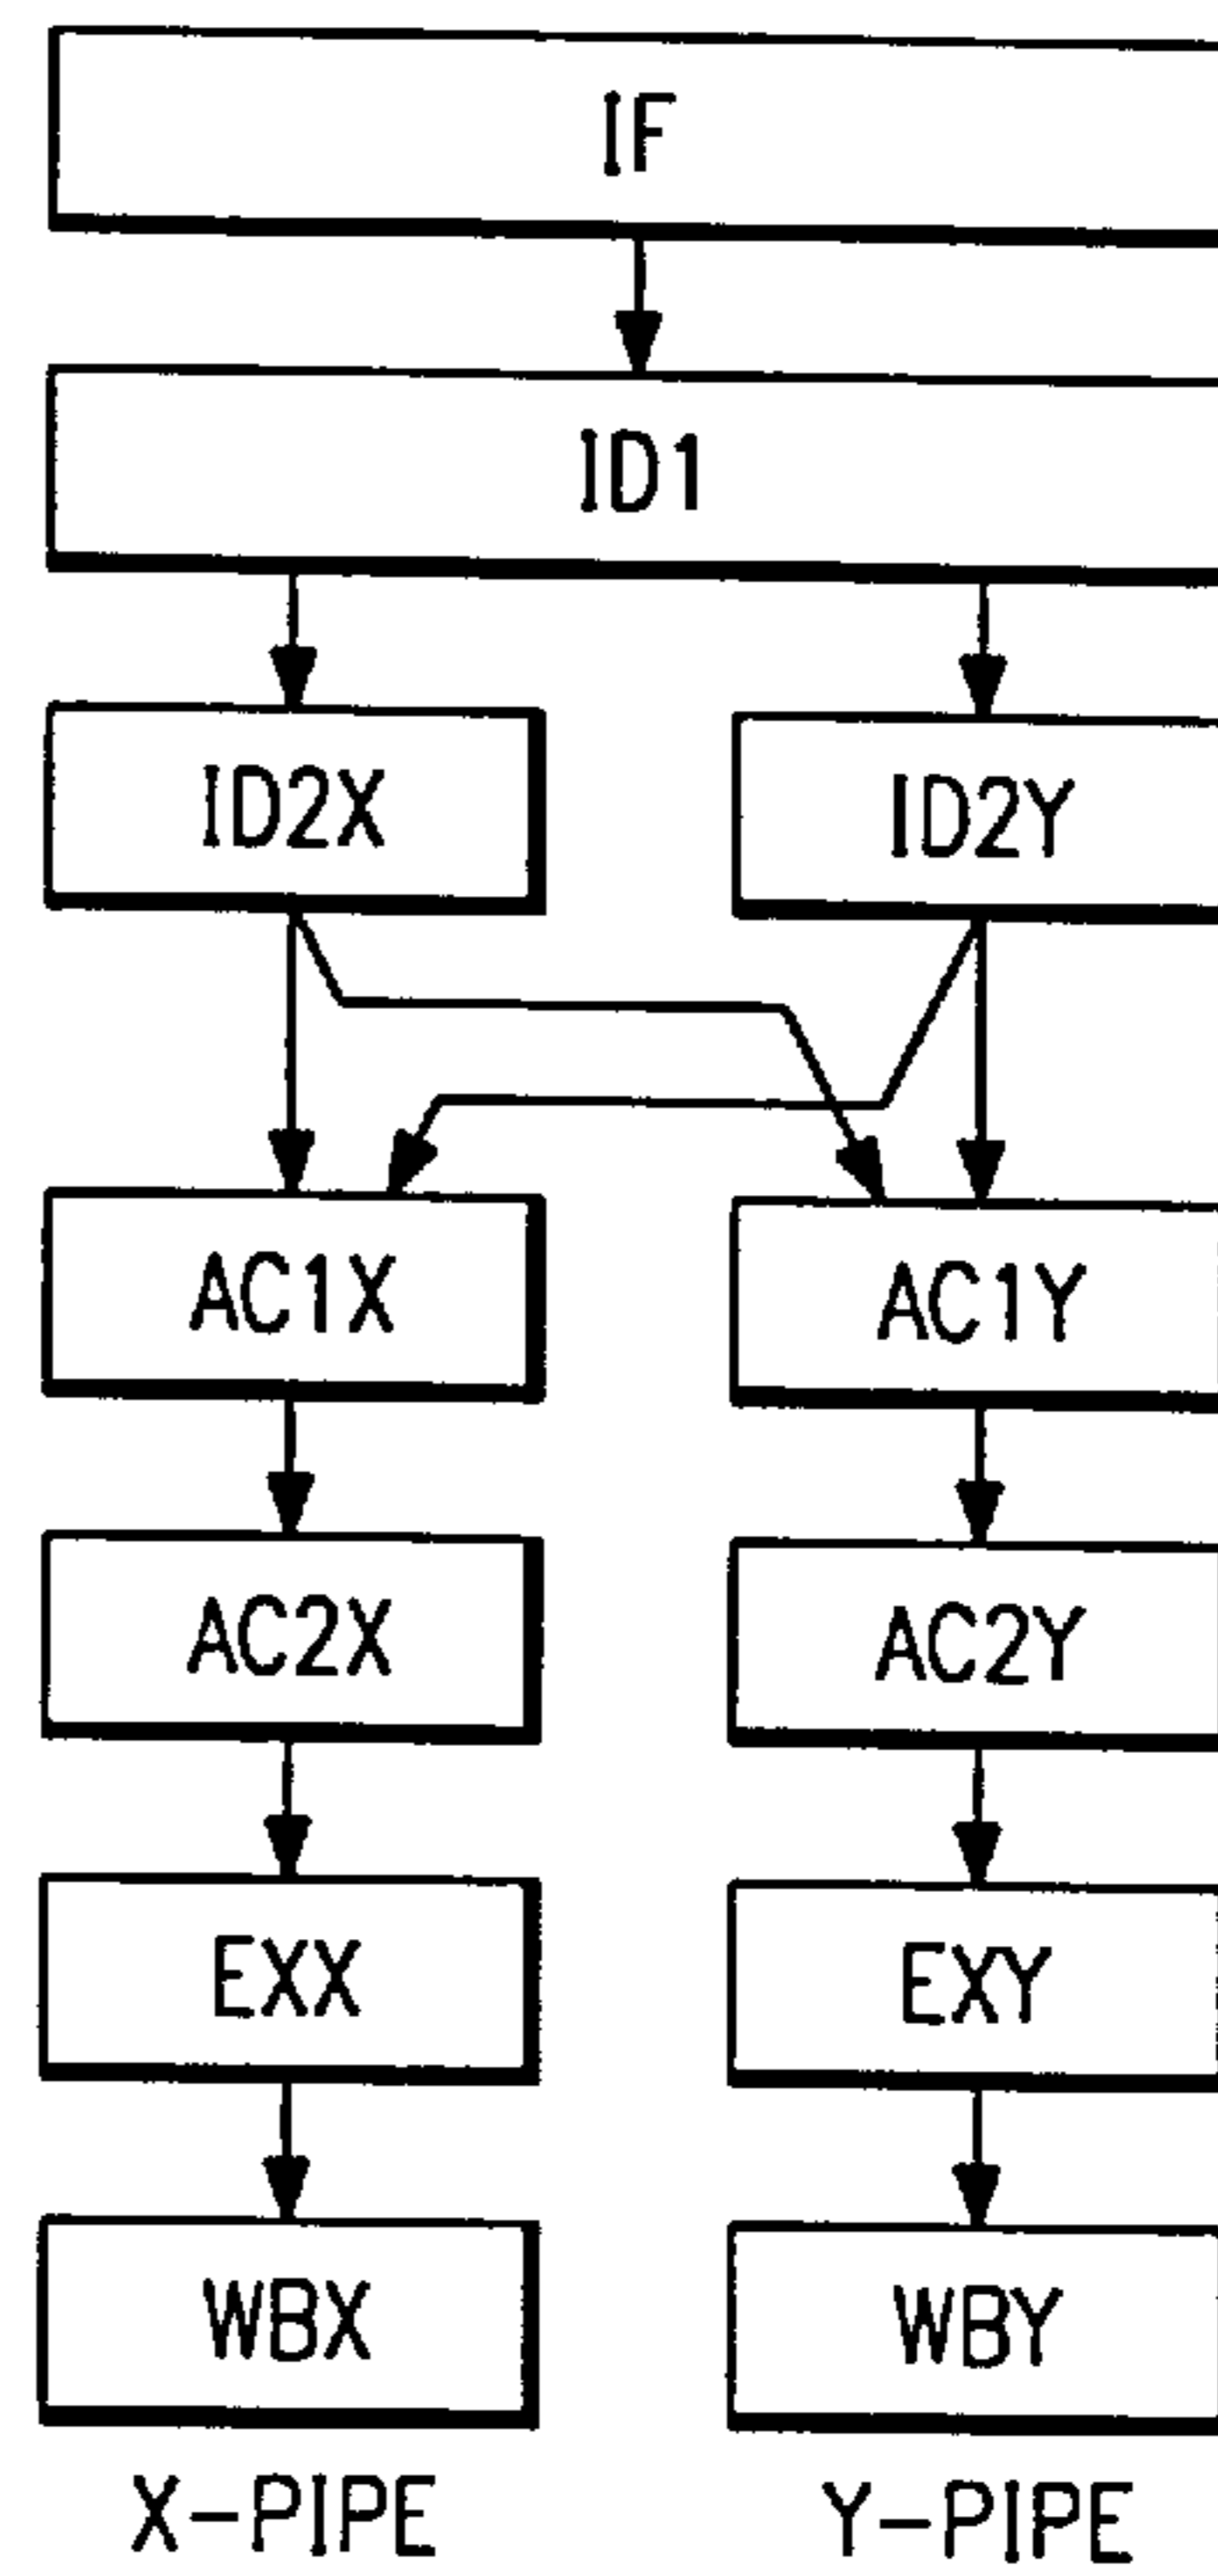 IF
ID1
ID2X ID2Y
AC1X AC1Y
AC2X AC2Y
EXX EXY
WBX WBY
X-PIPE Y-PIPE